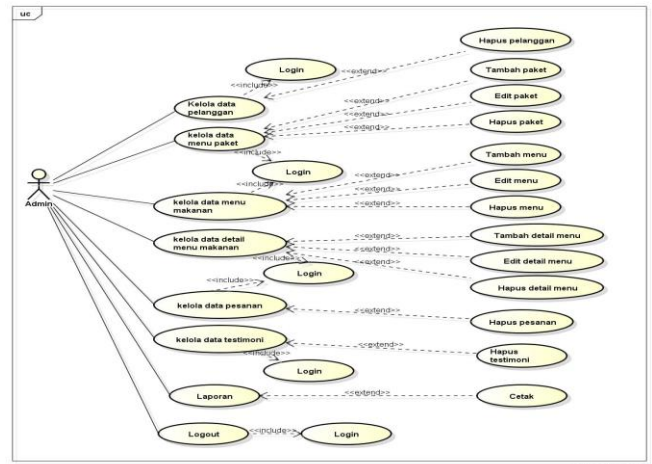 uc
Hapus pelanggan
Login
<<extend>>
Tambah paket
<<include>>
Edit paket
Kelola data
pelanggan
<<extend>>
<<extend>>
Hapus paket
kelola data
menu paket
<<extend>>
<<include>>
Tambah menu
Login
<<extend>>
Edit menu
<<include>>
<<extend>>
Admin
kelola data menu
makanan
<<extend>>
Hapus menu
Tambah detail menu
kelola data detail
menu makanan
<<extend>>
<<extend>>
Edit detail menu
<<include>>
<<extend>>
Login
Hapus detail menu
<<include>>
kelola data pesanan
<<extend>>
Hapus pesanan
kelola data testimoni
<<extend>>
Hapus
testimoni
<<include>>
Login
Laporan
<<extend>>
Cetak
Logout
<<include>>
Login